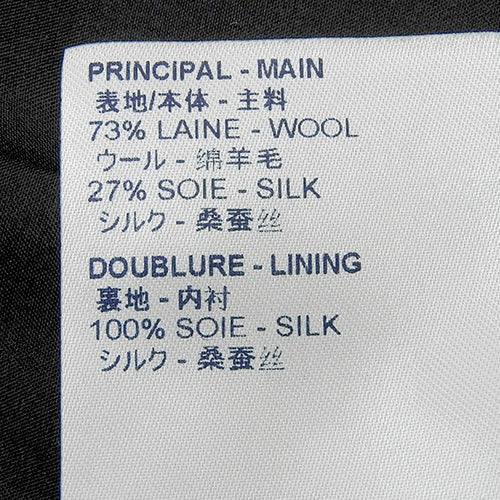 PRINCIPAL - MAIN
表地/本体 - 主料
73% LAINE - WOOL
ウール - 绵羊毛
27% SOIE - SILK
シルク - 桑蚕丝
DOUBLURE - LINING
裏地 - 内衬
100% SOIE - SILK
シルク - 桑蚕丝